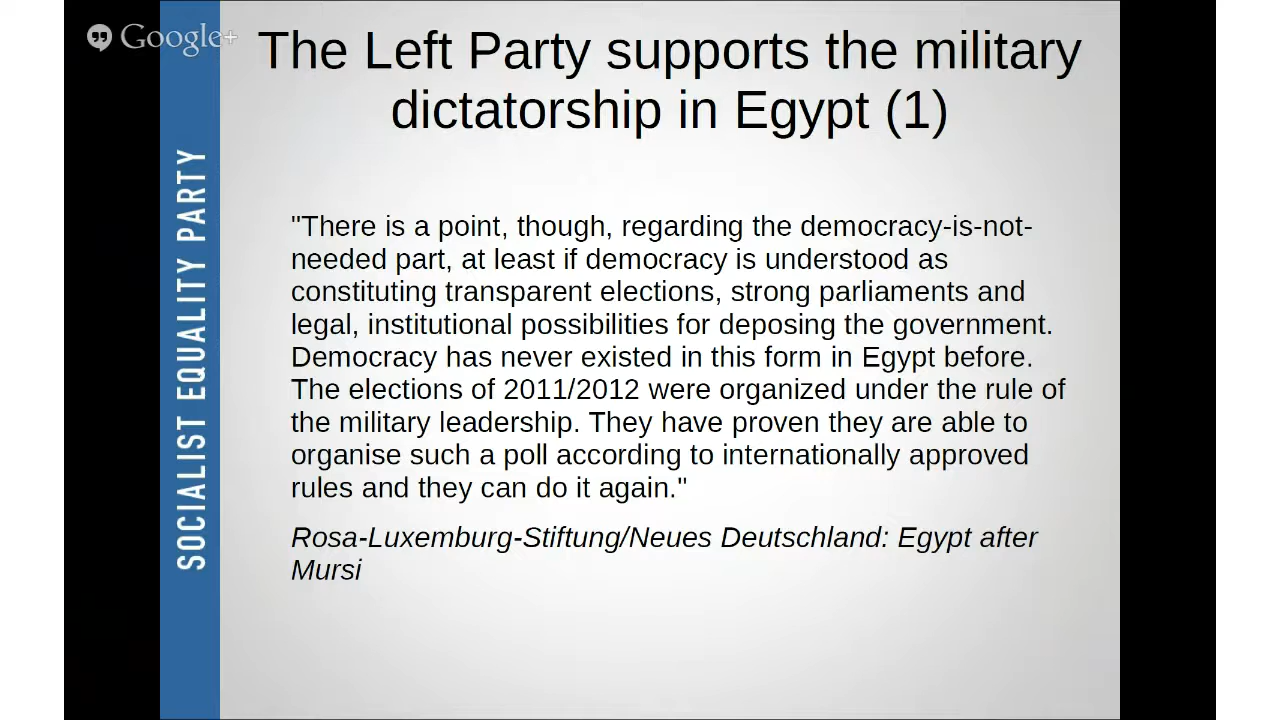 Google+
The Left Party supports the military
dictatorship in Egypt (1)
SOCIALIST EQUALITY PARTY
"There is a point, though, regarding the democracy-is-not-
needed part, at least if democracy is understood as
constituting transparent elections, strong parliaments and
legal, institutional possibilities for deposing the government.
Democracy has never existed in this form in Egypt before.
The elections of 2011/2012 were organized under the rule of
the military leadership. They have proven they are able to
organise such a poll according to internationally approved
rules and they can do it again."
Rosa-Luxemburg-Stiftung/Neues Deutschland: Egypt after
Mursi